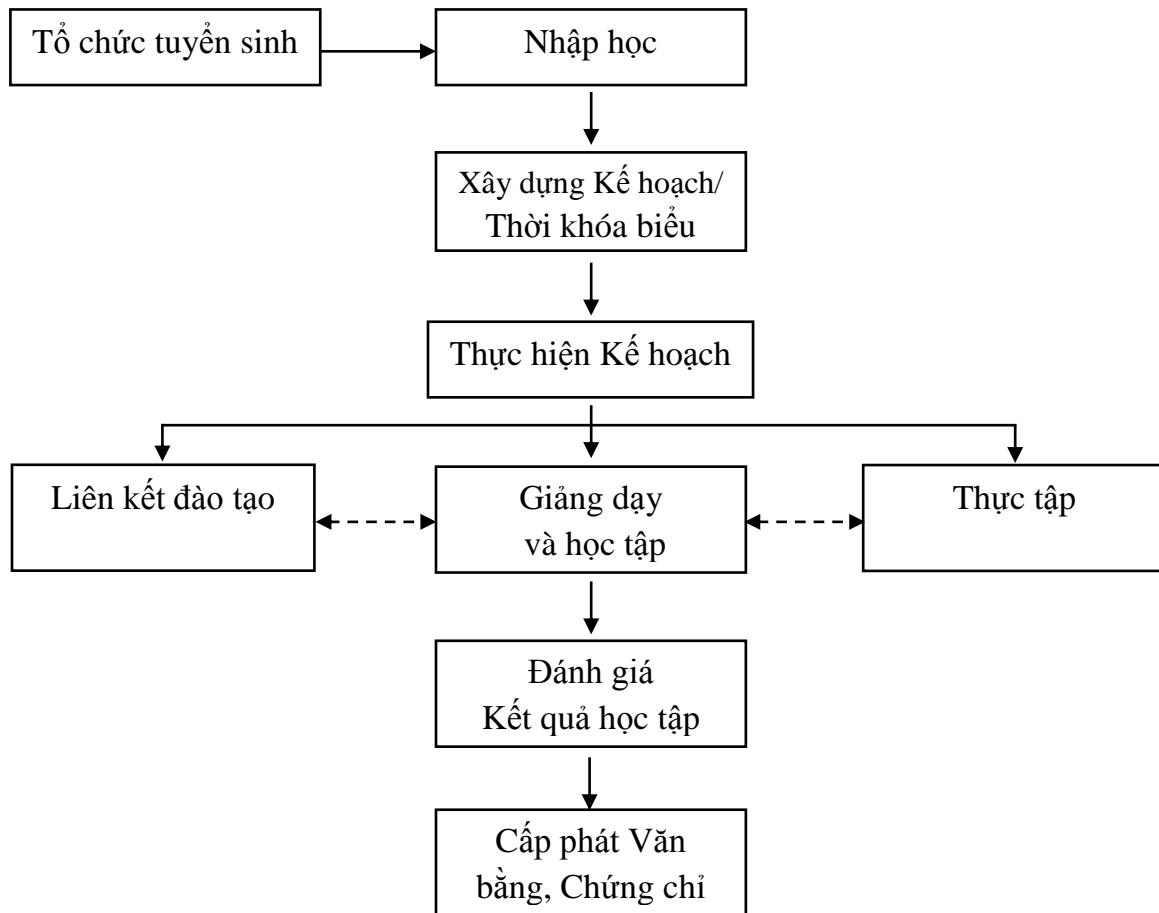 Tổ chức tuyển sinh
Nhập học
Xây dựng Kế hoạch/
Thời khóa biểu
Thực hiện Kế hoạch
Liên kết đào tạo
Giảng dạy
và học tập
Thực tập
Đánh giá
Kết quả học tập
Cấp phát Văn
bằng, Chứng chỉ